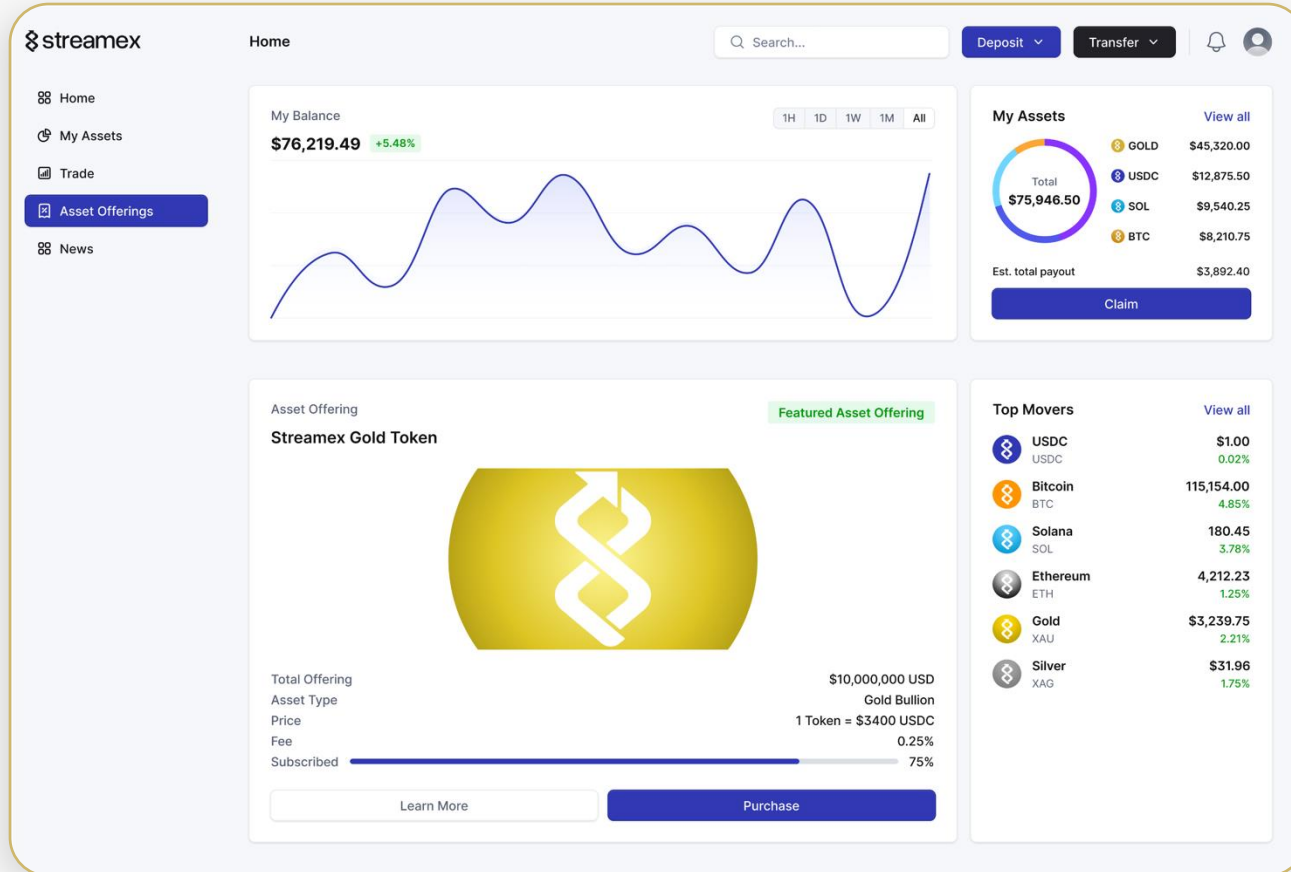 streamex
Home
Search...
Deposit
Transfer
Home
My Assets
Trade
Asset Offerings
News
My Balance
1H 1D 1W 1M All
$76,219.49 +5.48%
My Assets View all
Total
$75,946.50
GOLD $45,320.00
USDC $12,875.50
SOL $9,540.25
BTC $8,210.75
Est. total payout $3,892.40
Claim
Asset Offering
Featured Asset Offering
Streamex Gold Token
Total Offering $10,000,000 USD
Asset Type Gold Bullion
Price 1 Token = $3400 USDC
Fee 0.25%
Subscribed 75%
Learn More
Purchase
Top Movers View all
USDC $1.00
USDC 0.02%
Bitcoin 115,154.00
BTC 4.85%
Solana 180.45
SOL 3.78%
Ethereum 4,212.23
ETH 1.25%
Gold $3,239.75
XAU 2.21%
Silver $31.96
XAG 1.75%